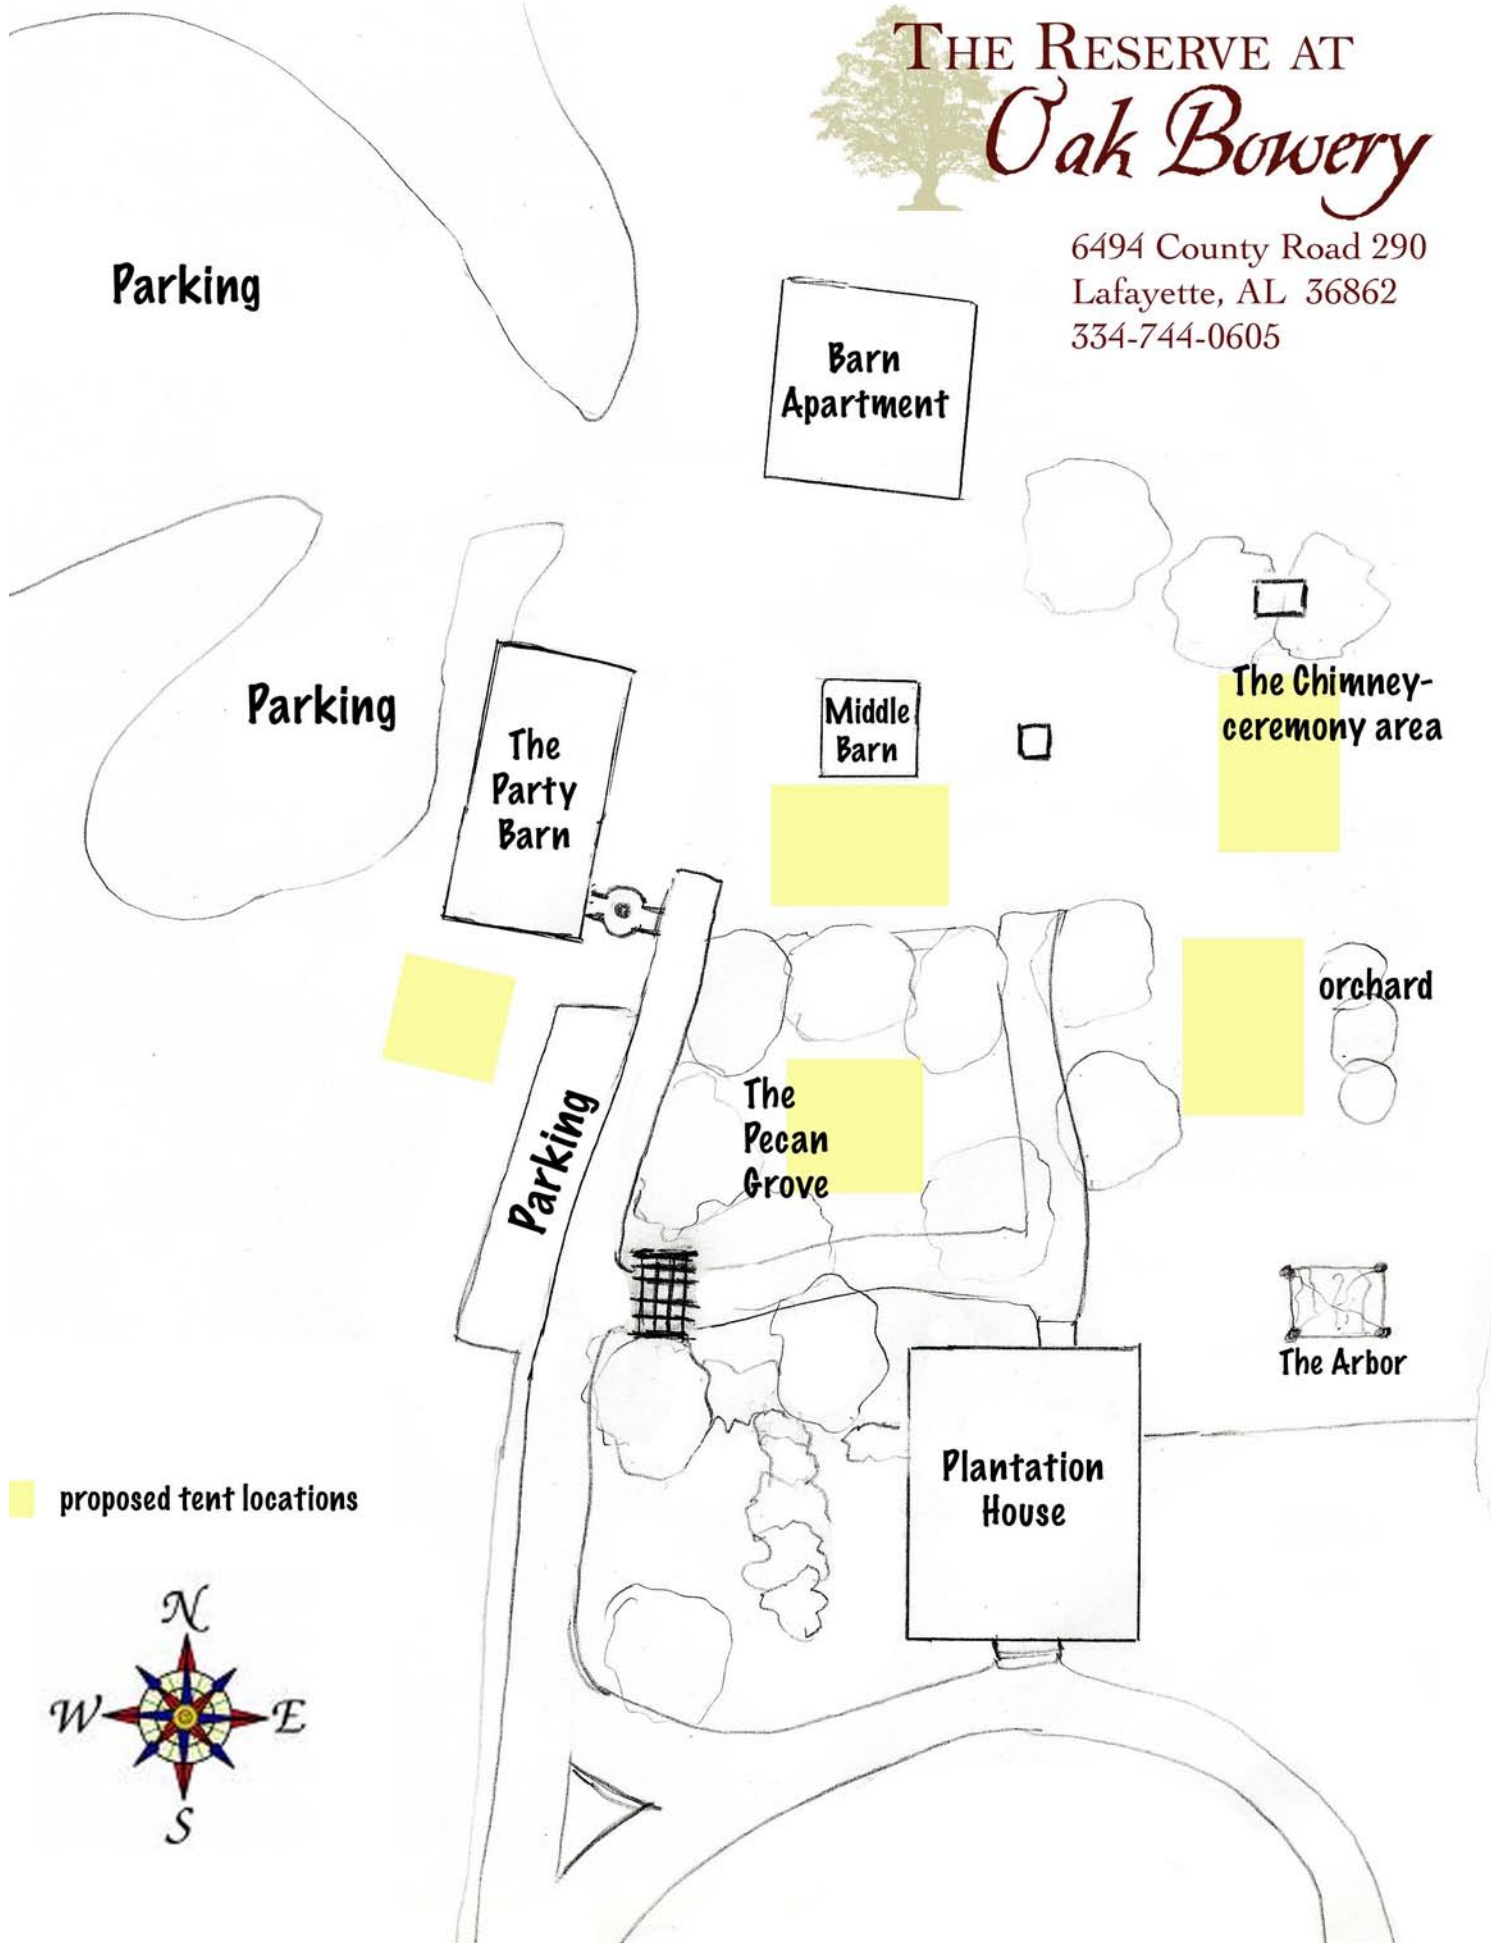 THE RESERVE AT
Oak Bowery
6494 County Road 290
Lafayette, AL 36862
334-744-0605
Parking
Barn
Apartment
The Chimney-
ceremony area
Parking
The
Party
Barn
Middle
Barn
orchard
The
Pecan
Grove
Parking
The Arbor
Plantation
House
proposed tent locations
N
W
E
S